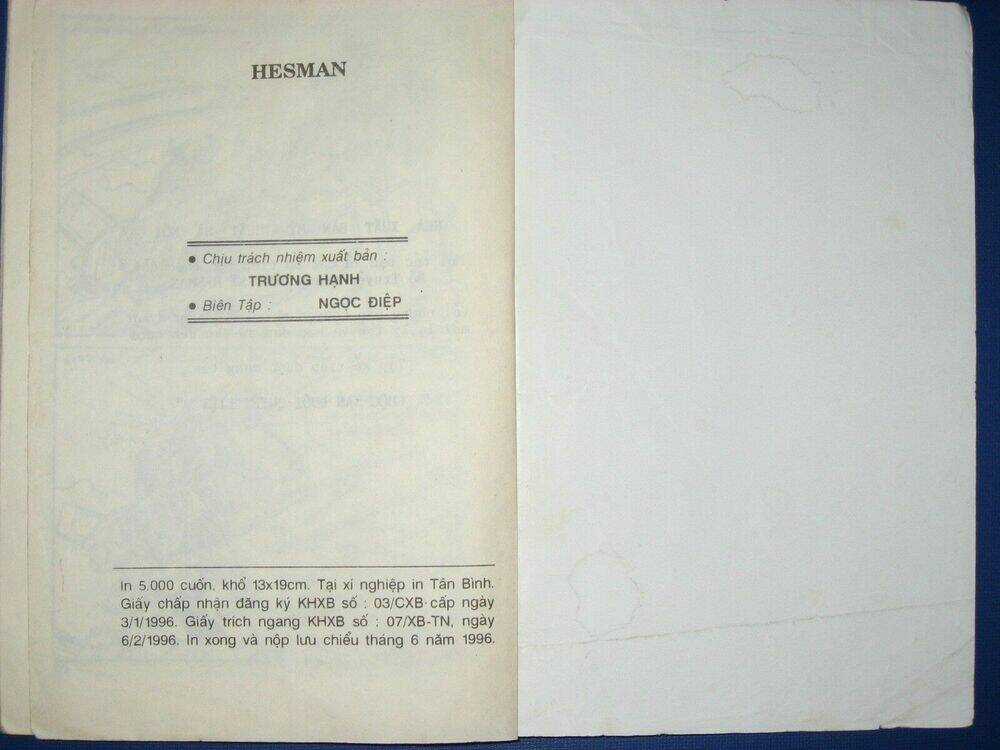 HESMAN
● Chịu trách nhiệm xuất bản :
TRƯƠNG HẠNH
● Biên Tập : NGỌC ĐIỆP
In 5.000 cuốn, khổ 13x19cm. Tại xí nghiệp in Tân Bình.
Giấy chấp nhận đăng ký KHXB số : 03/CXB cấp ngày
3/1/1996. Giấy trích ngang KHXB số : 07/XB-TN, ngày
6/2/1996. In xong và nộp lưu chiểu tháng 6 năm 1996.